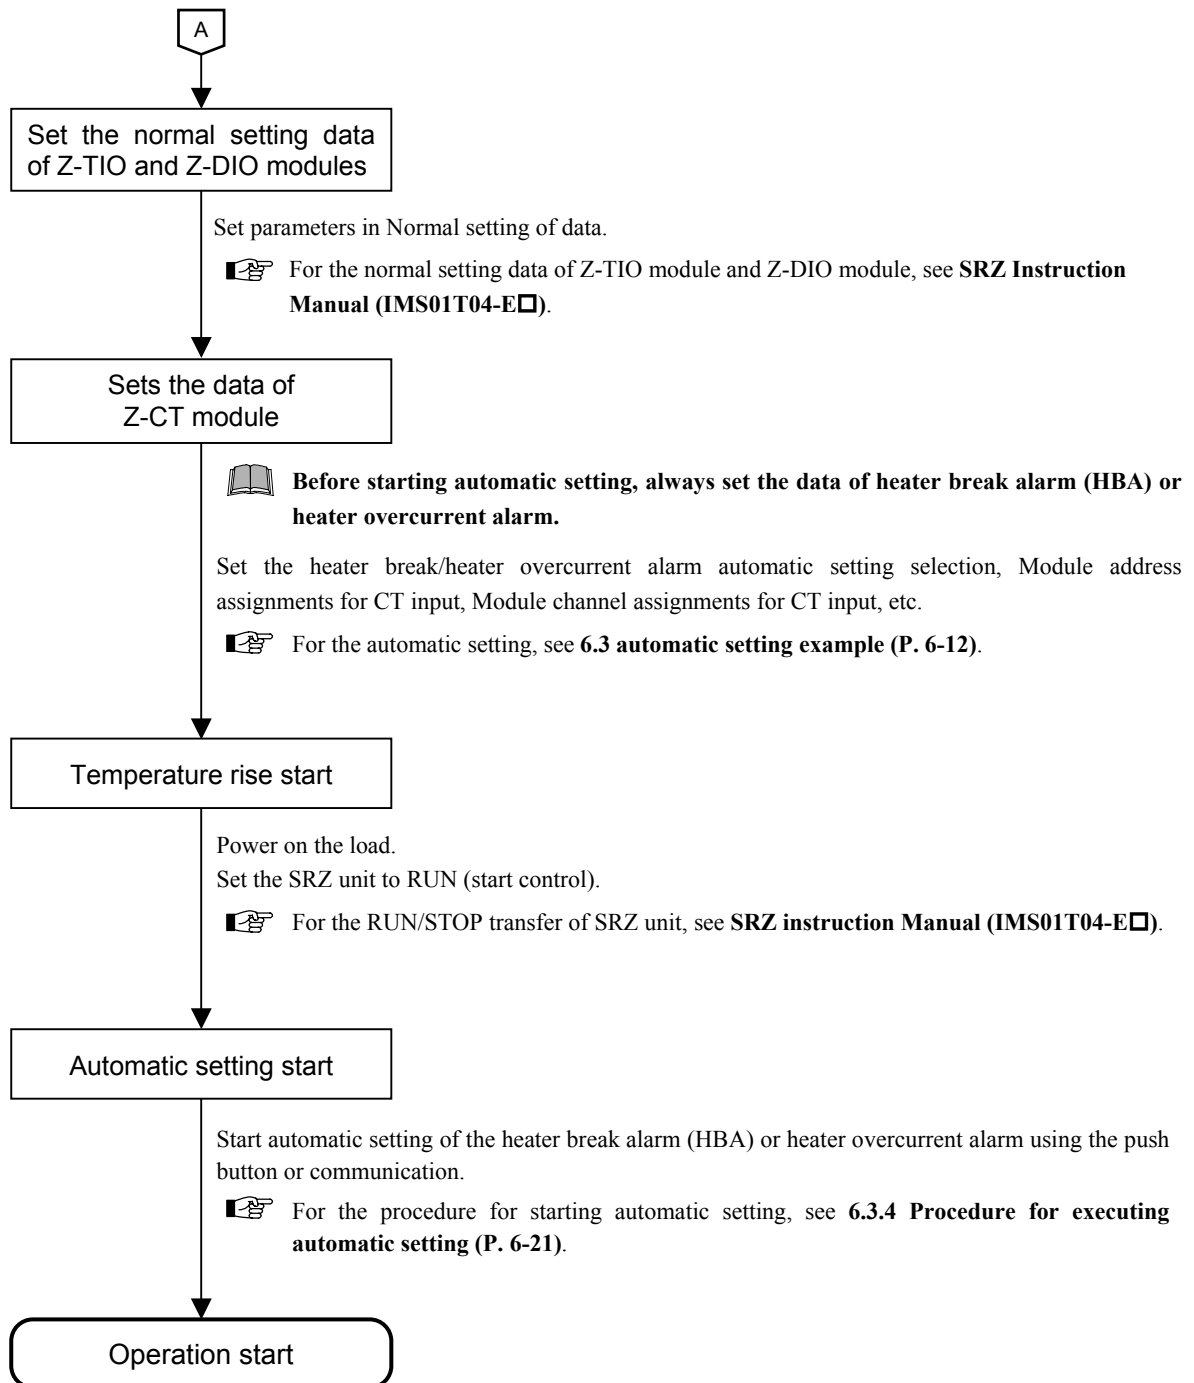 A
Set the normal setting data
of Z-TIO and Z-DIO modules
Set parameters in Normal setting of data.
For the normal setting data of Z-TIO module and Z-DIO module, see SRZ Instruction
Manual (IMS01T04-E□).
Sets the data of
Z-CT module
Before starting automatic setting, always set the data of heater break alarm (HBA) or
heater overcurrent alarm.
Set the heater break/heater overcurrent alarm automatic setting selection, Module address
assignments for CT input, Module channel assignments for CT input, etc.
For the automatic setting, see 6.3 automatic setting example (P. 6-12).
Temperature rise start
Power on the load.
Set the SRZ unit to RUN (start control).
For the RUN/STOP transfer of SRZ unit, see SRZ instruction Manual (IMS01T04-E□).
Automatic setting start
Start automatic setting of the heater break alarm (HBA) or heater overcurrent alarm using the push
button or communication.
For the procedure for starting automatic setting, see 6.3.4 Procedure for executing
automatic setting (P. 6-21).
Operation start